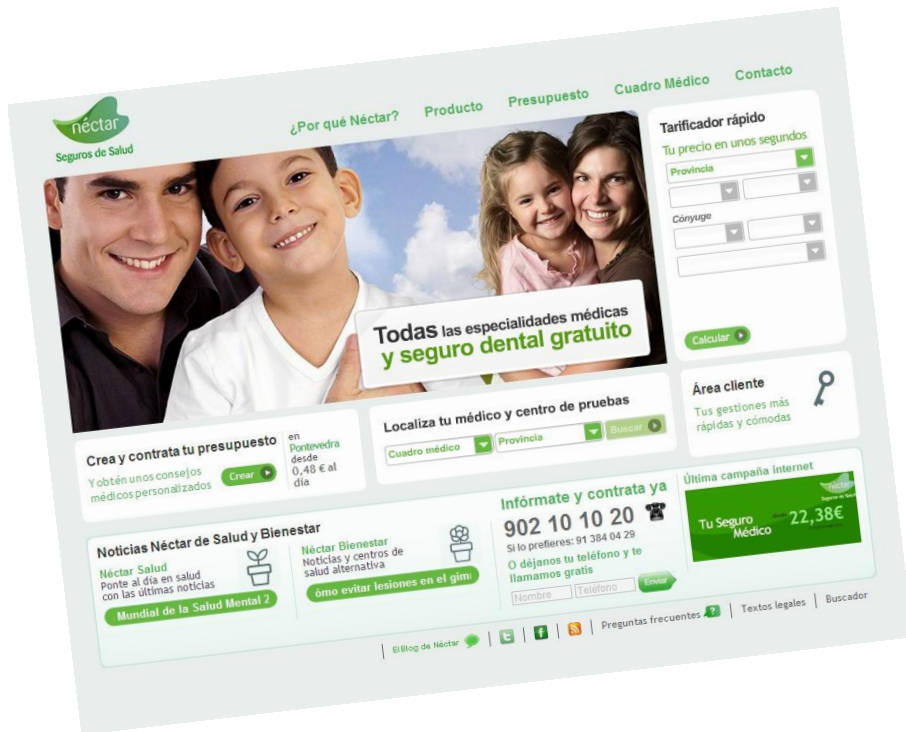 néctar
Seguros de Salud
¿Por qué Néctar?
Producto
Presupuesto
Cuadro Médico
Contacto
Todas las especialidades médicas
y seguro dental gratuito
Tarificador rápido
Tu precio en unos segundos
Provincia
Cónyuge
Calcular
Crea y contrata tu presupuesto
Y obtén unos consejos
médicos personalizados
Crear
en
Pontevedra
desde
0,48 € al
día
Localiza tu médico y centro de pruebas
Cuadro médico
Provincia
Buscar
Área cliente
Tus gestiones más
rápidas y cómodas
Noticias Néctar de Salud y Bienestar
Néctar Salud
Ponte al día en salud
con las últimas noticias
Mundial de la Salud Mental 2
Néctar Bienestar
Noticias y centros de
salud alternativa
ómo evitar lesiones en el gim
Infórmate y contrata ya
902 10 10 20
Si lo prefieres: 91 384 04 29
O déjanos tu teléfono y te
llamamos gratis
Nombre
Teléfono
Enviar
Última campaña internet
néctar
Tu Seguro
Médico
22,38€
El Blog de Néctar
Preguntas frecuentes
?
Textos legales
Buscador